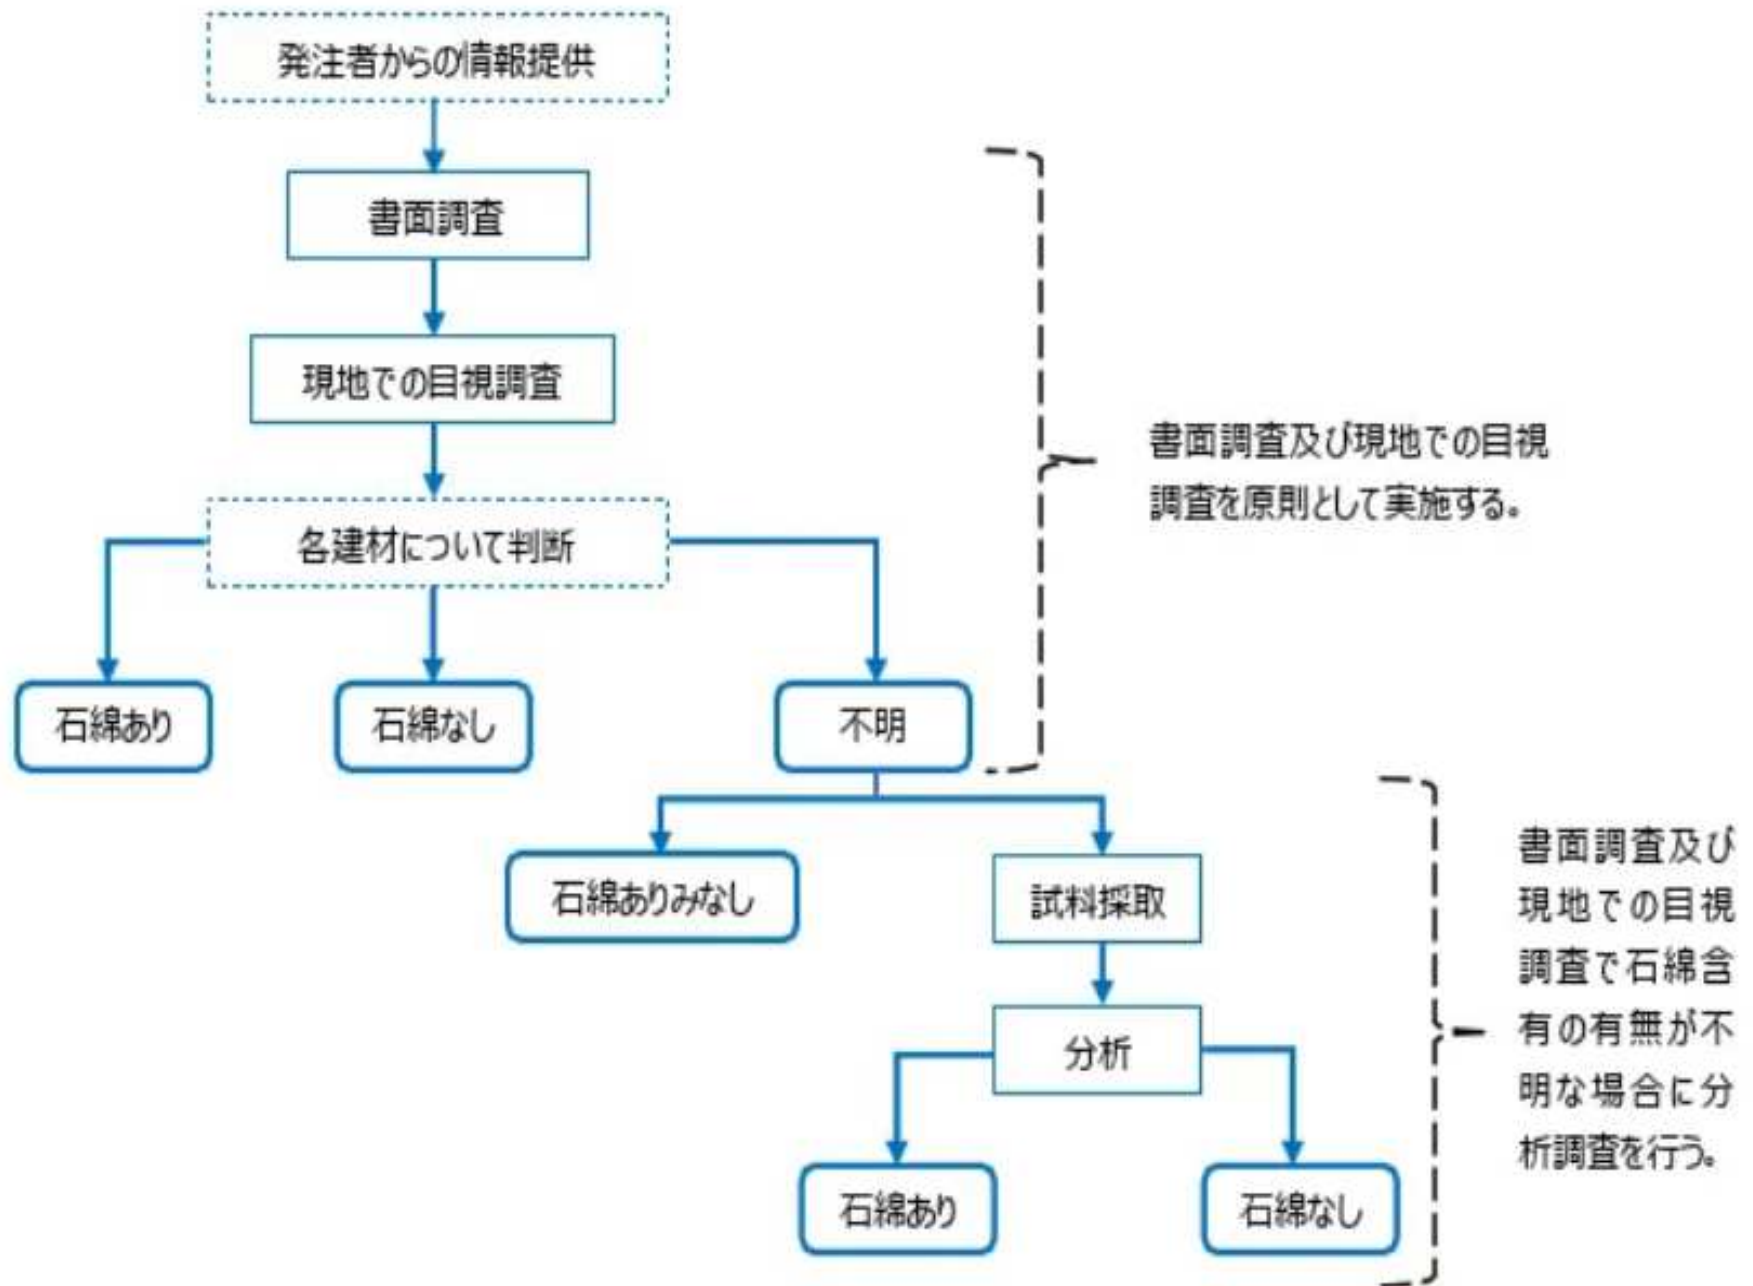 発注者からの情報提供
書面調査
現地での目視調査
各建材について判断
石綿あり
石綿なし
不明
書面調査及び現地での目視
調査を原則として実施する。
石綿ありみなし
試料採取
分析
石綿あり
石綿なし
書面調査及び
現地での目視
調査で石綿含
有の有無が不
明な場合に分
析調査を行う。